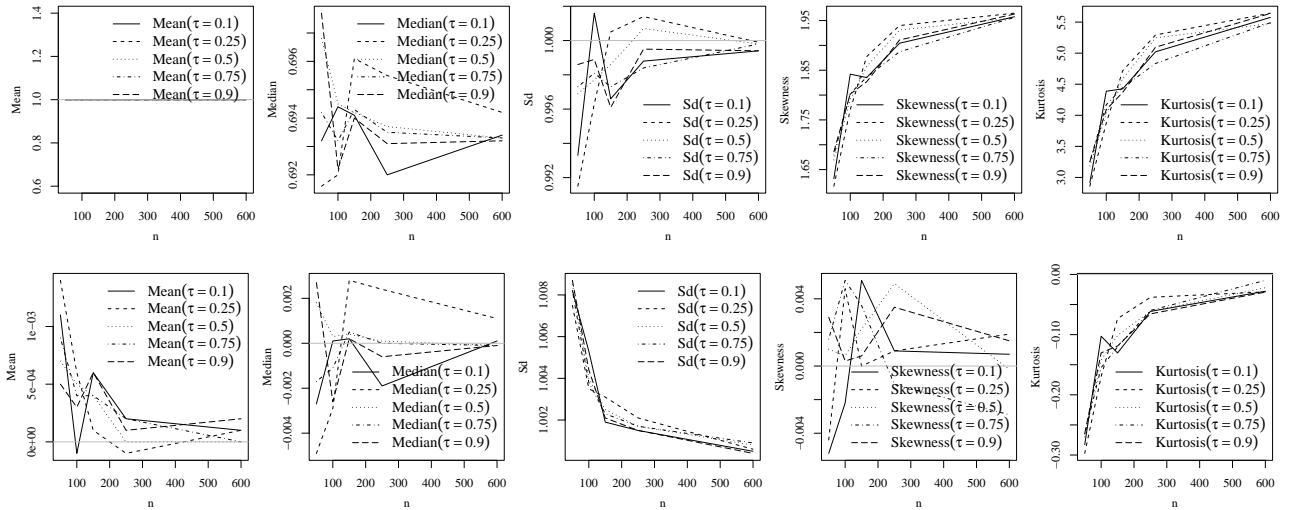 Mean
0.6 0.8 1.0 1.2 1.4
Mean(τ = 0.1)
Mean(τ = 0.25)
Mean(τ = 0.5)
Mean(τ = 0.75)
Mean(τ = 0.9)
100 200 300 400 500 600
n
Median
0.692 0.694 0.696
Median(τ = 0.1)
Median(τ = 0.25)
Median(τ = 0.5)
Median(τ = 0.75)
Median(τ = 0.9)
100 200 300 400 500 600
n
Sd
0.992 0.996 1.000
Sd(τ = 0.1)
Sd(τ = 0.25)
Sd(τ = 0.5)
Sd(τ = 0.75)
Sd(τ = 0.9)
100 200 300 400 500 600
n
Skewness
1.65 1.75 1.85 1.95
Skewness(τ = 0.1)
Skewness(τ = 0.25)
Skewness(τ = 0.5)
Skewness(τ = 0.75)
Skewness(τ = 0.9)
100 200 300 400 500 600
n
Kurtosis
3.0 3.5 4.0 4.5 5.0 5.5
Kurtosis(τ = 0.1)
Kurtosis(τ = 0.25)
Kurtosis(τ = 0.5)
Kurtosis(τ = 0.75)
Kurtosis(τ = 0.9)
100 200 300 400 500 600
n
Mean
0e+00 5e−04 1e−03
Mean(τ = 0.1)
Mean(τ = 0.25)
Mean(τ = 0.5)
Mean(τ = 0.75)
Mean(τ = 0.9)
100 200 300 400 500 600
n
Median
−0.004 −0.002 0.000 0.002
Median(τ = 0.1)
Median(τ = 0.25)
Median(τ = 0.5)
Median(τ = 0.75)
Median(τ = 0.9)
100 200 300 400 500 600
n
Sd
1.002 1.004 1.006 1.008
Sd(τ = 0.1)
Sd(τ = 0.25)
Sd(τ = 0.5)
Sd(τ = 0.75)
Sd(τ = 0.9)
100 200 300 400 500 600
n
Skewness
−0.004 0.000 0.004
Skewness(τ = 0.1)
Skewness(τ = 0.25)
Skewness(τ = 0.5)
Skewness(τ = 0.75)
Skewness(τ = 0.9)
100 200 300 400 500 600
n
Kurtosis
−0.30 −0.20 −0.10 0.00
Kurtosis(τ = 0.1)
Kurtosis(τ = 0.25)
Kurtosis(τ = 0.5)
Kurtosis(τ = 0.75)
Kurtosis(τ = 0.9)
100 200 300 400 500 600
n